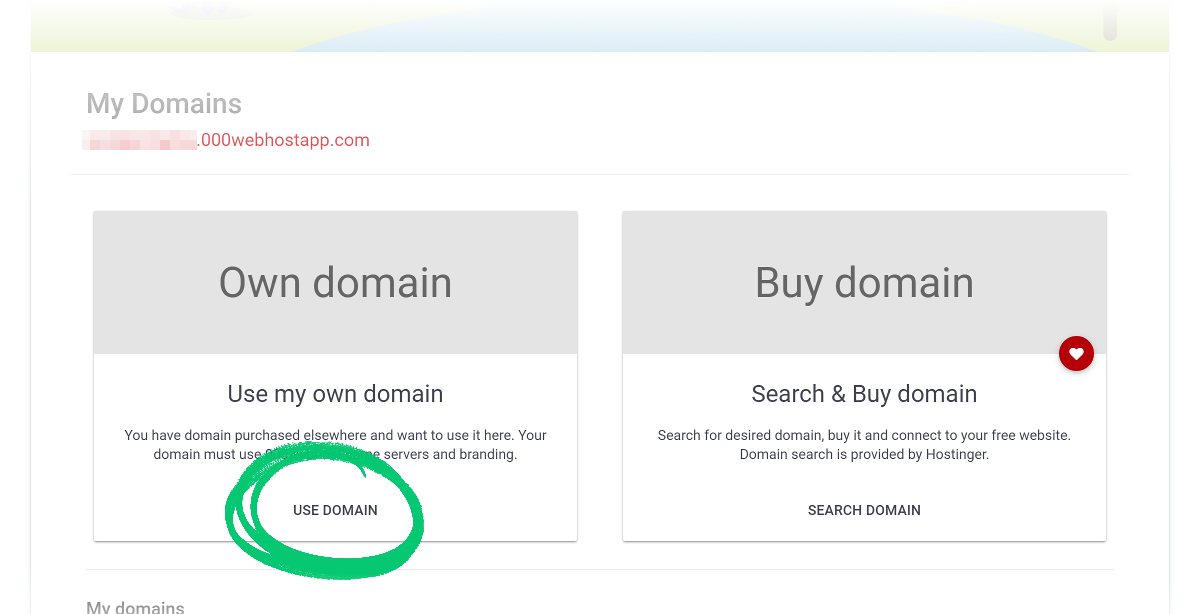 My Domains
.000webhostapp.com
Own domain
Buy domain
Use my own domain
You have domain purchased elsewhere and want to use it here. Your
domain must use servers and branding.
USE DOMAIN
Search & Buy domain
Search for desired domain, buy it and connect to your free website.
Domain search is provided by Hostinger.
SEARCH DOMAIN
My domains